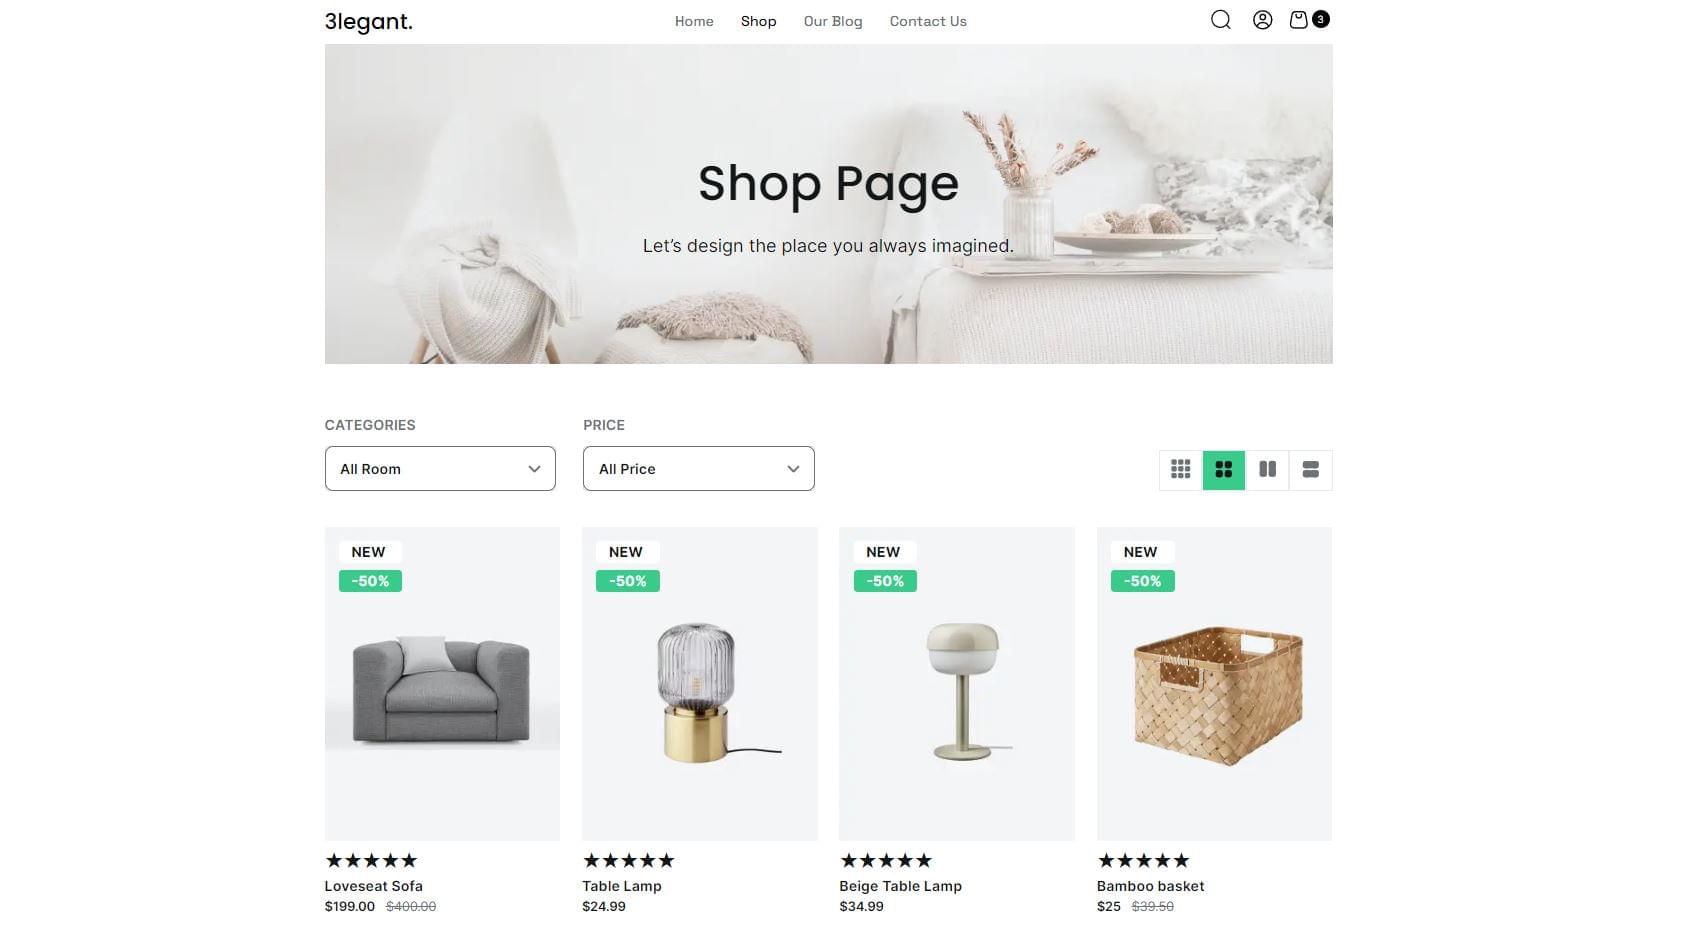 3legant.
Home Shop Our Blog Contact Us
3
Shop Page
Let's design the place you always imagined.
CATEGORIES
PRICE
All Room
All Price
NEW
-50%
NEW
-50%
NEW
-50%
NEW
-50%
★★★★★
Loveseat Sofa
$199.00 $400.00
★★★★★
Table Lamp
$24.99
★★★★★
Beige Table Lamp
$34.99
★★★★★
Bamboo basket
$25 $39.50